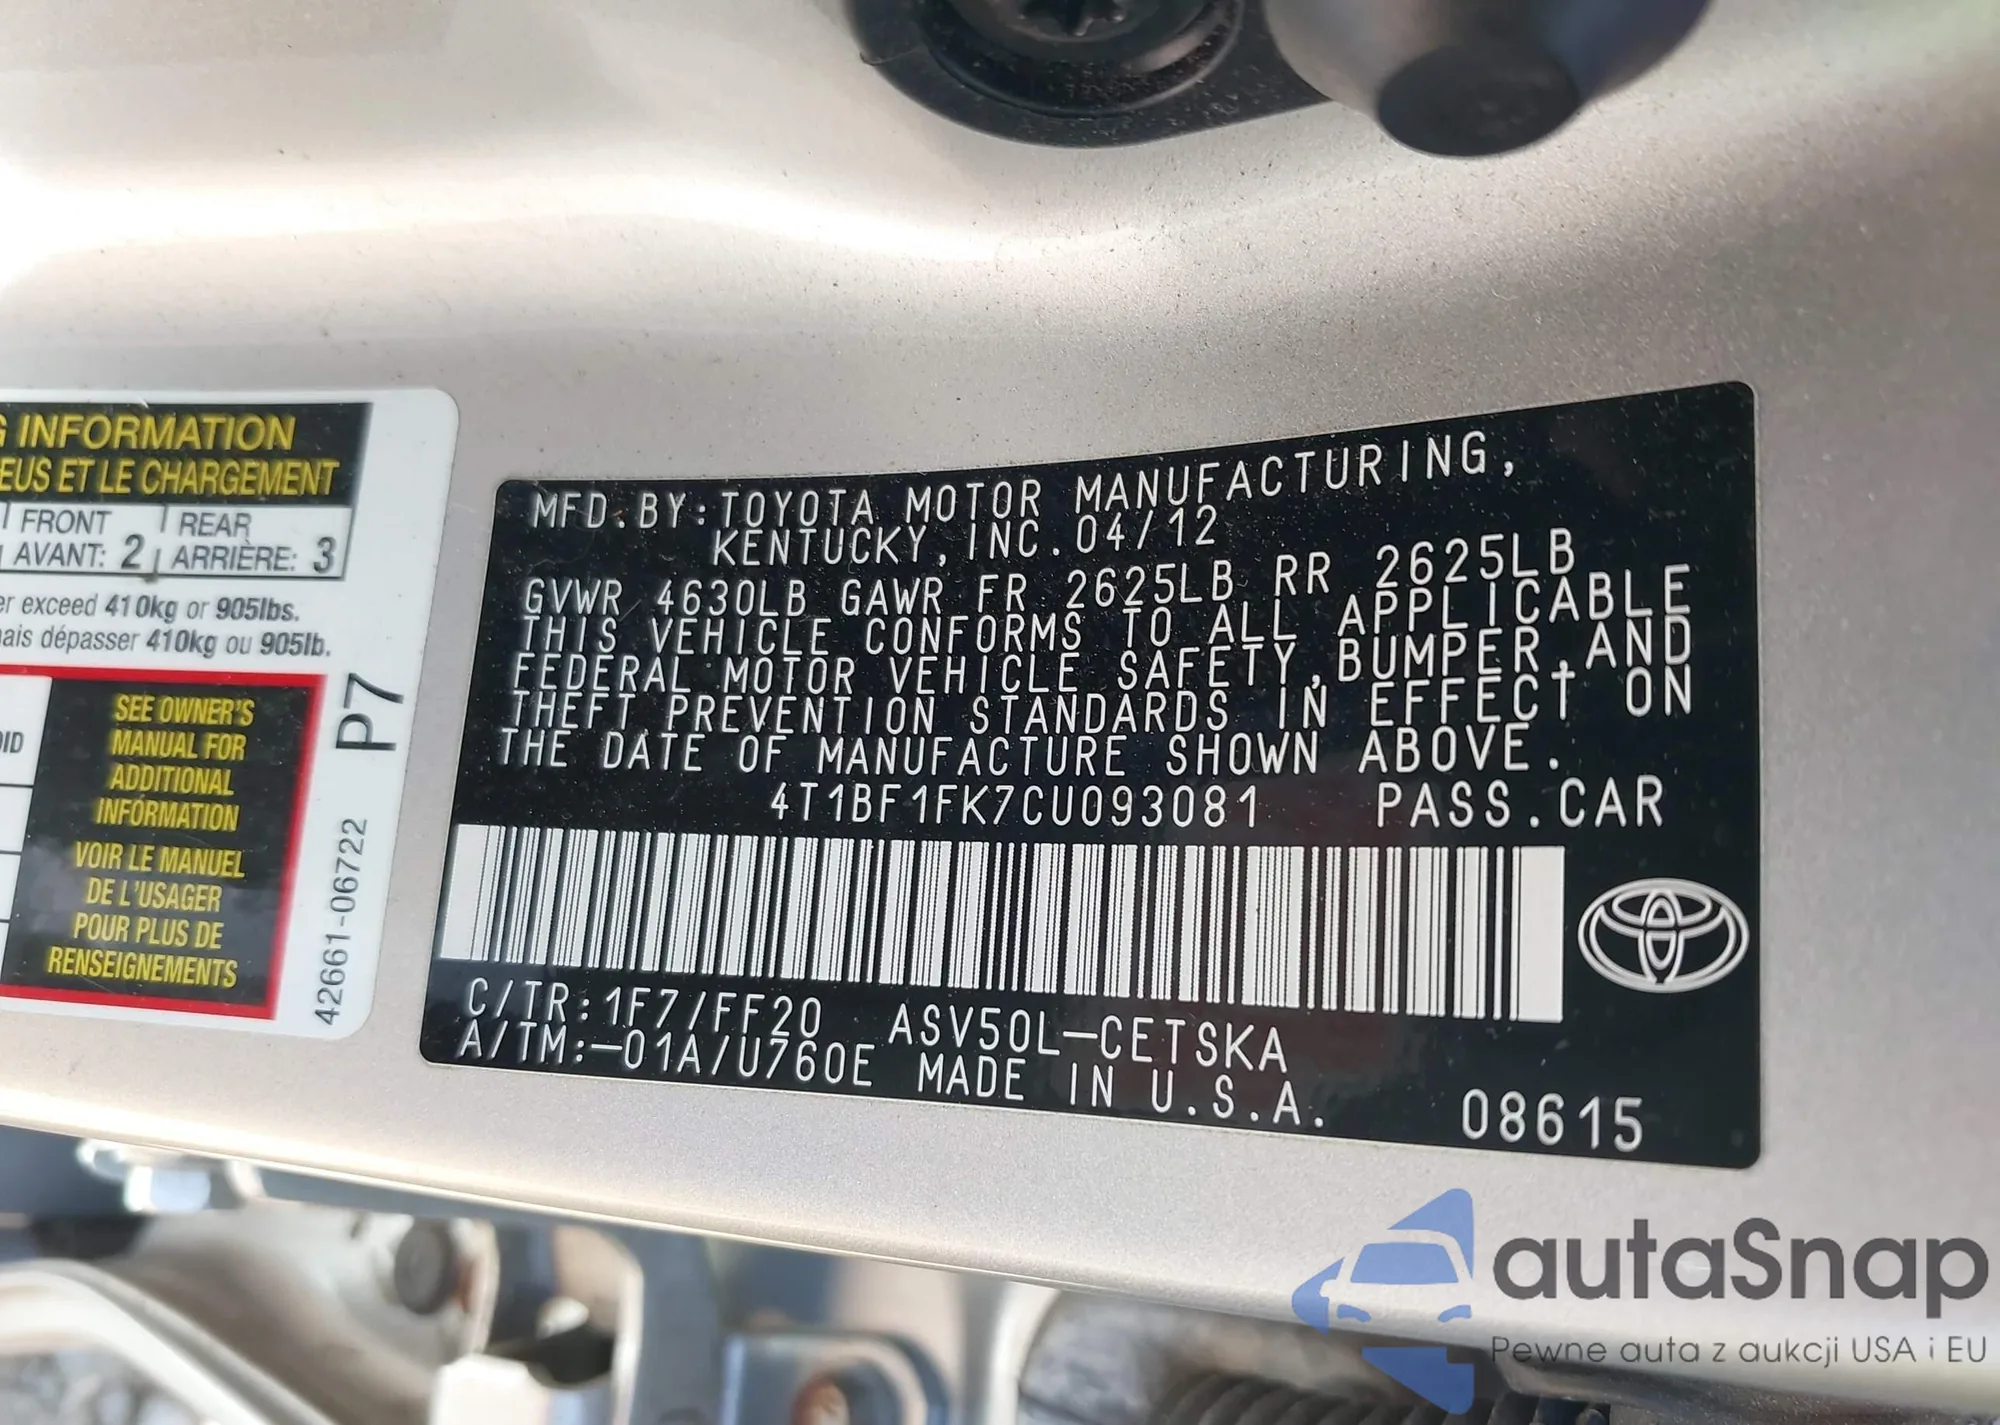 G INFORMATION
EUS ET LE CHARGEMENT
FRONT
AVANT: 2
REAR
ARRIÈRE: 3
er exceed 410kg or 905lbs.
mais dépasser 410kg ou 905lb.
SEE OWNER'S
MANUAL FOR
ADDITIONAL
INFORMATION
VOIR LE MANUEL
DE L'USAGER
POUR PLUS DE
RENSEIGNEMENTS
P7
42661-06722
MFD.BY:TOYOTA MOTOR MANUFACTURING,
KENTUCKY,INC.04/12
GVWR 4630LB GAWR FR 2625LB RR 2625LB
THIS VEHICLE CONFORMS TO ALL APPLICABLE
FEDERAL MOTOR VEHICLE SAFETY,BUMPER,AND
THEFT PREVENTION STANDARDS IN EFFECT ON
THE DATE OF MANUFACTURE SHOWN ABOVE.
4T1BF1FK7CU093081 PASS.CAR
C/TR:1F7/FF20 ASV50L-CETSKA
A/TM:-01A/U760E MADE IN U.S.A.
08615
autaSnap
Pewne auta z aukcji USA i EU